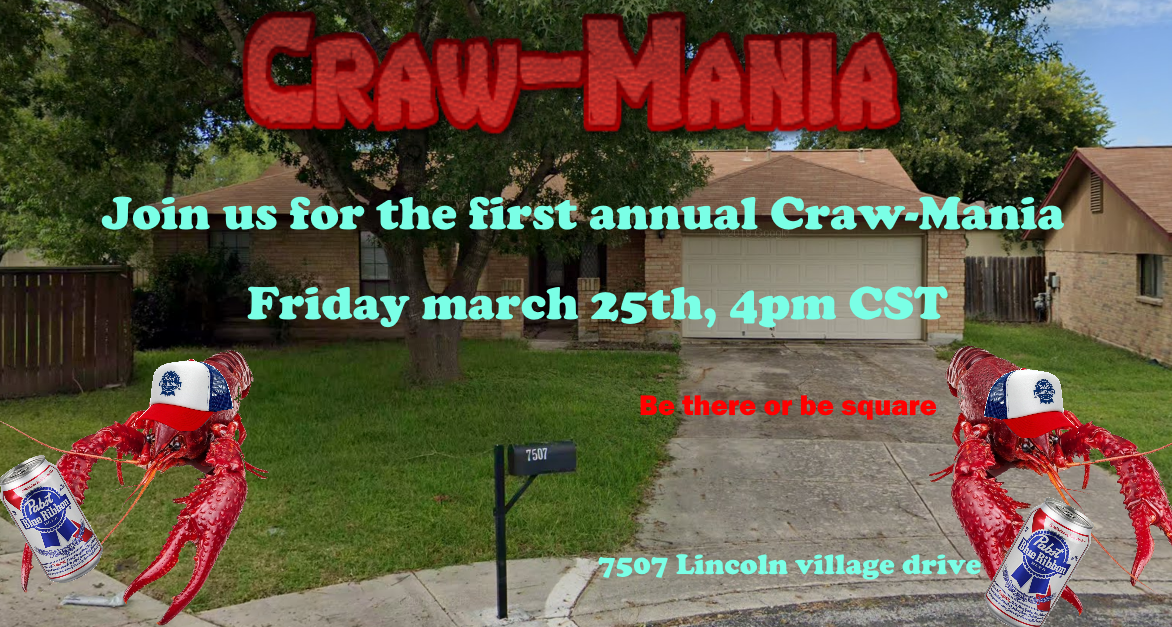 Craw-Mania
Join us for the first annual Craw-Mania
Friday march 25th, 4pm CST
Be there or be square
7507
7507 Lincoln village drive
Pabst
Blue Ribbon
Pabst
Blue Ribbon